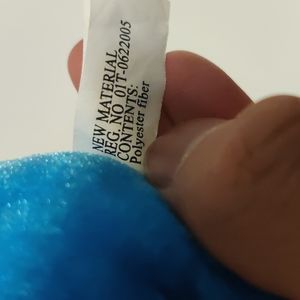 NEW MATERIAL
REG. NO. 01T-0622005
CONTENTS:
Polyester fiber